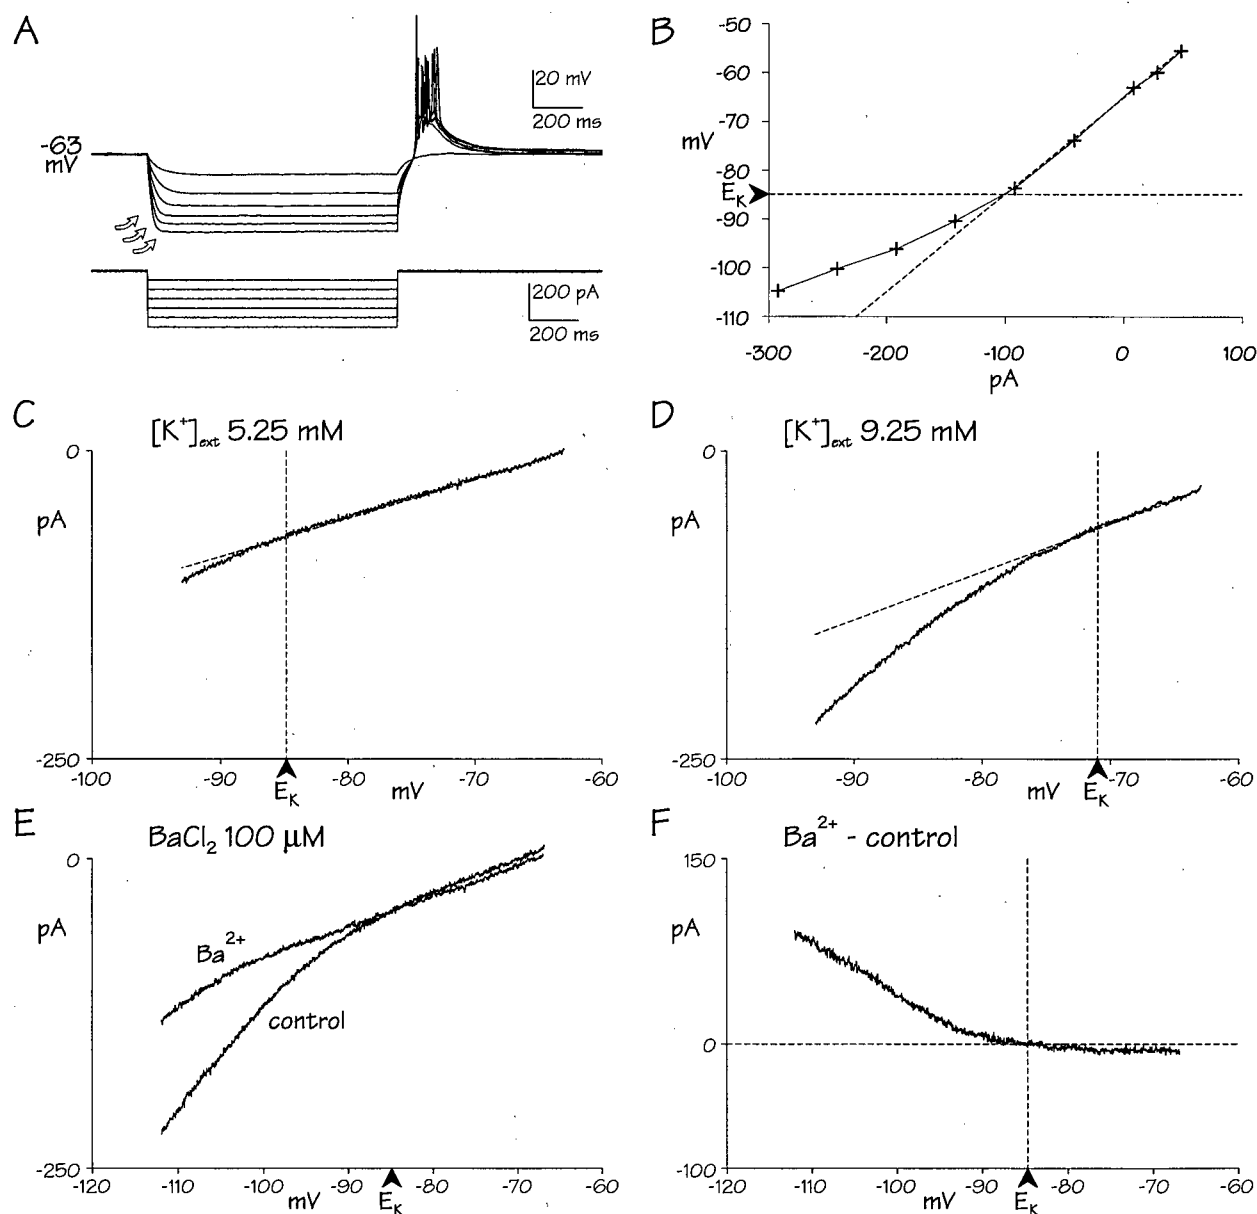 A
-63
mV
20 mV
200 ms
200 pA
200 ms
B
-50
-60
-70
mV
-80
EK
-90
-100
-110
-300
-200
-100
0
100
pA
C
[K+]ext 5.25 mM
0
pA
-250
-100
-90
-80
-70
-60
EK
mV
D
[K+]ext 9.25 mM
0
pA
-250
-100
-90
-80
-70
-60
mV
EK
E
BaCl2 100 μM
0
pA
Ba2+
control
-250
-120
-110
-100
-90
-80
-70
-60
mV
EK
F
Ba2+ - control
150
pA
0
-100
-120
-110
-100
-90
-80
-70
-60
mV
EK